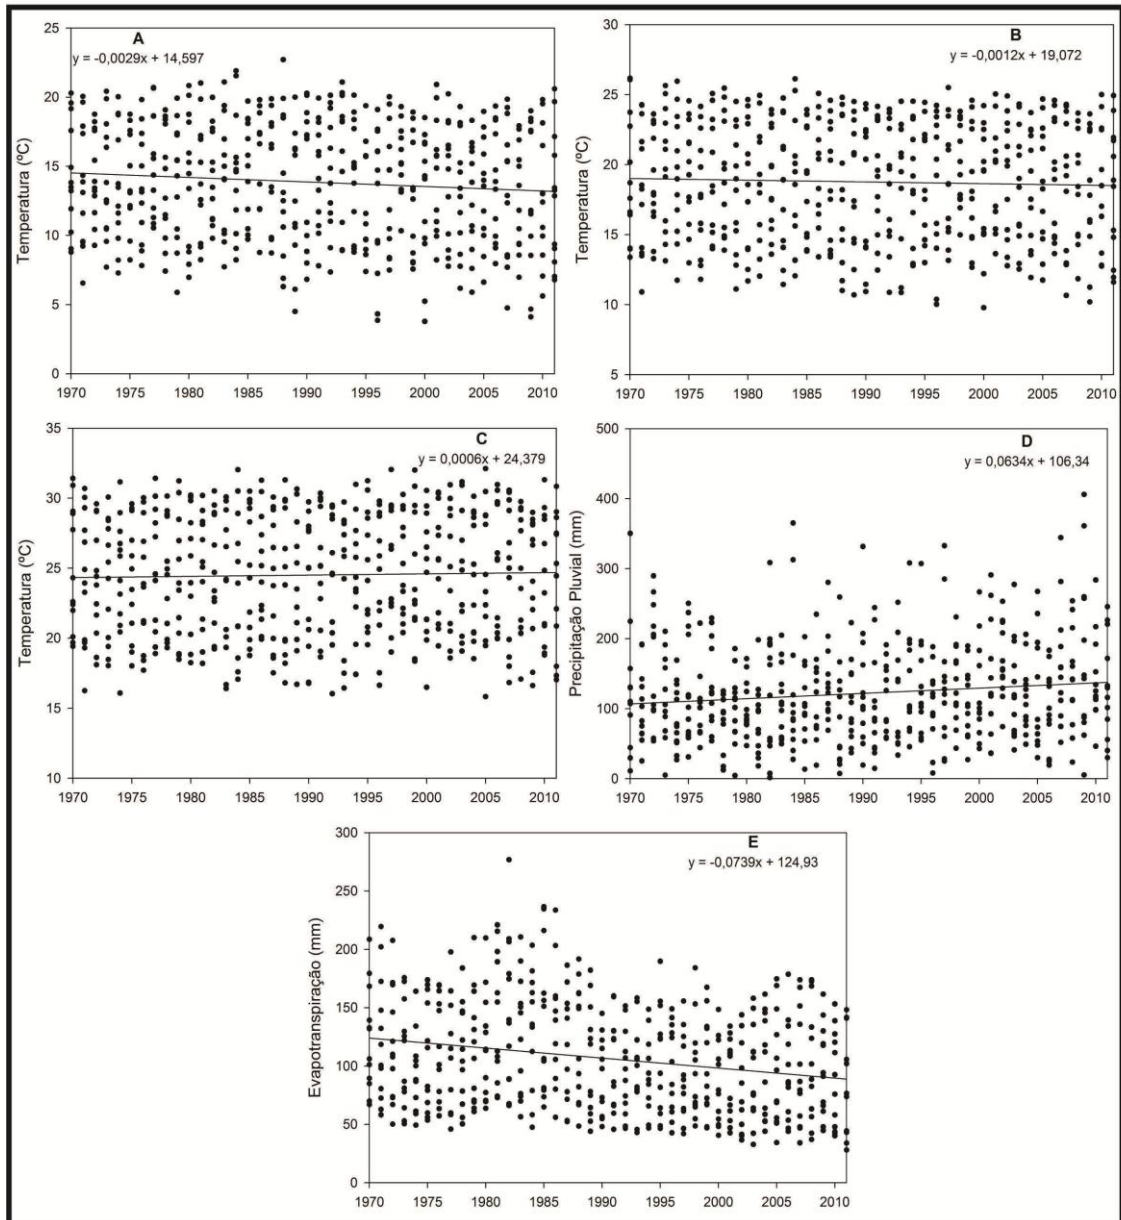 A
y = -0,0029x + 14,597
Temperatura (ºC)
25
20
15
10
5
0
1970 1975 1980 1985 1990 1995 2000 2005 2010
B
y = -0,0012x + 19,072
Temperatura (ºC)
30
25
20
15
10
5
1970 1975 1980 1985 1990 1995 2000 2005 2010
C
y = 0,0006x + 24,379
Temperatura (ºC)
35
30
25
20
15
10
1970 1975 1980 1985 1990 1995 2000 2005 2010
D
y = 0,0634x + 106,34
Precipitação Pluvial (mm)
500
400
300
200
100
0
1970 1975 1980 1985 1990 1995 2000 2005 2010
E
y = -0,0739x + 124,93
Evapotranspiração (mm)
300
250
200
150
100
50
0
1970 1975 1980 1985 1990 1995 2000 2005 2010